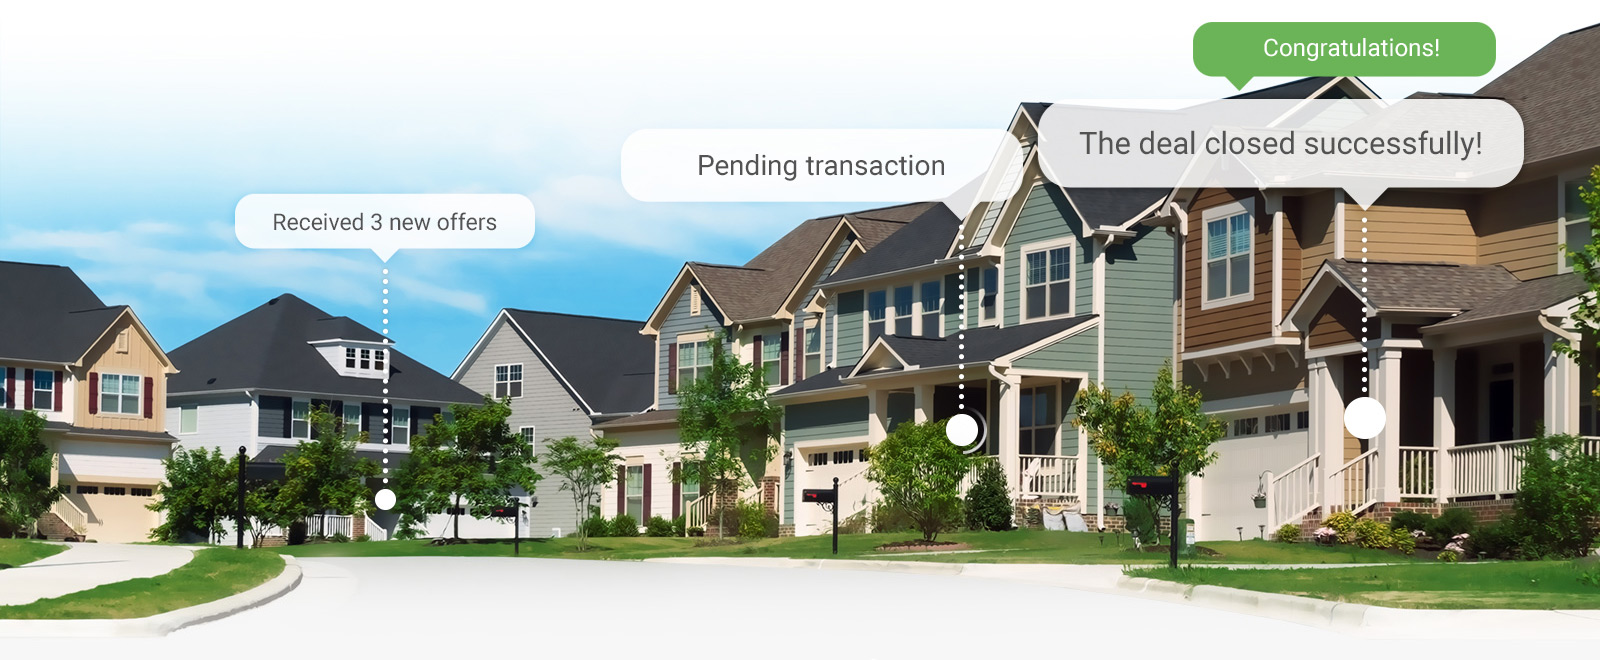 Congratulations!
The deal closed successfully!
Pending transaction
Received 3 new offers